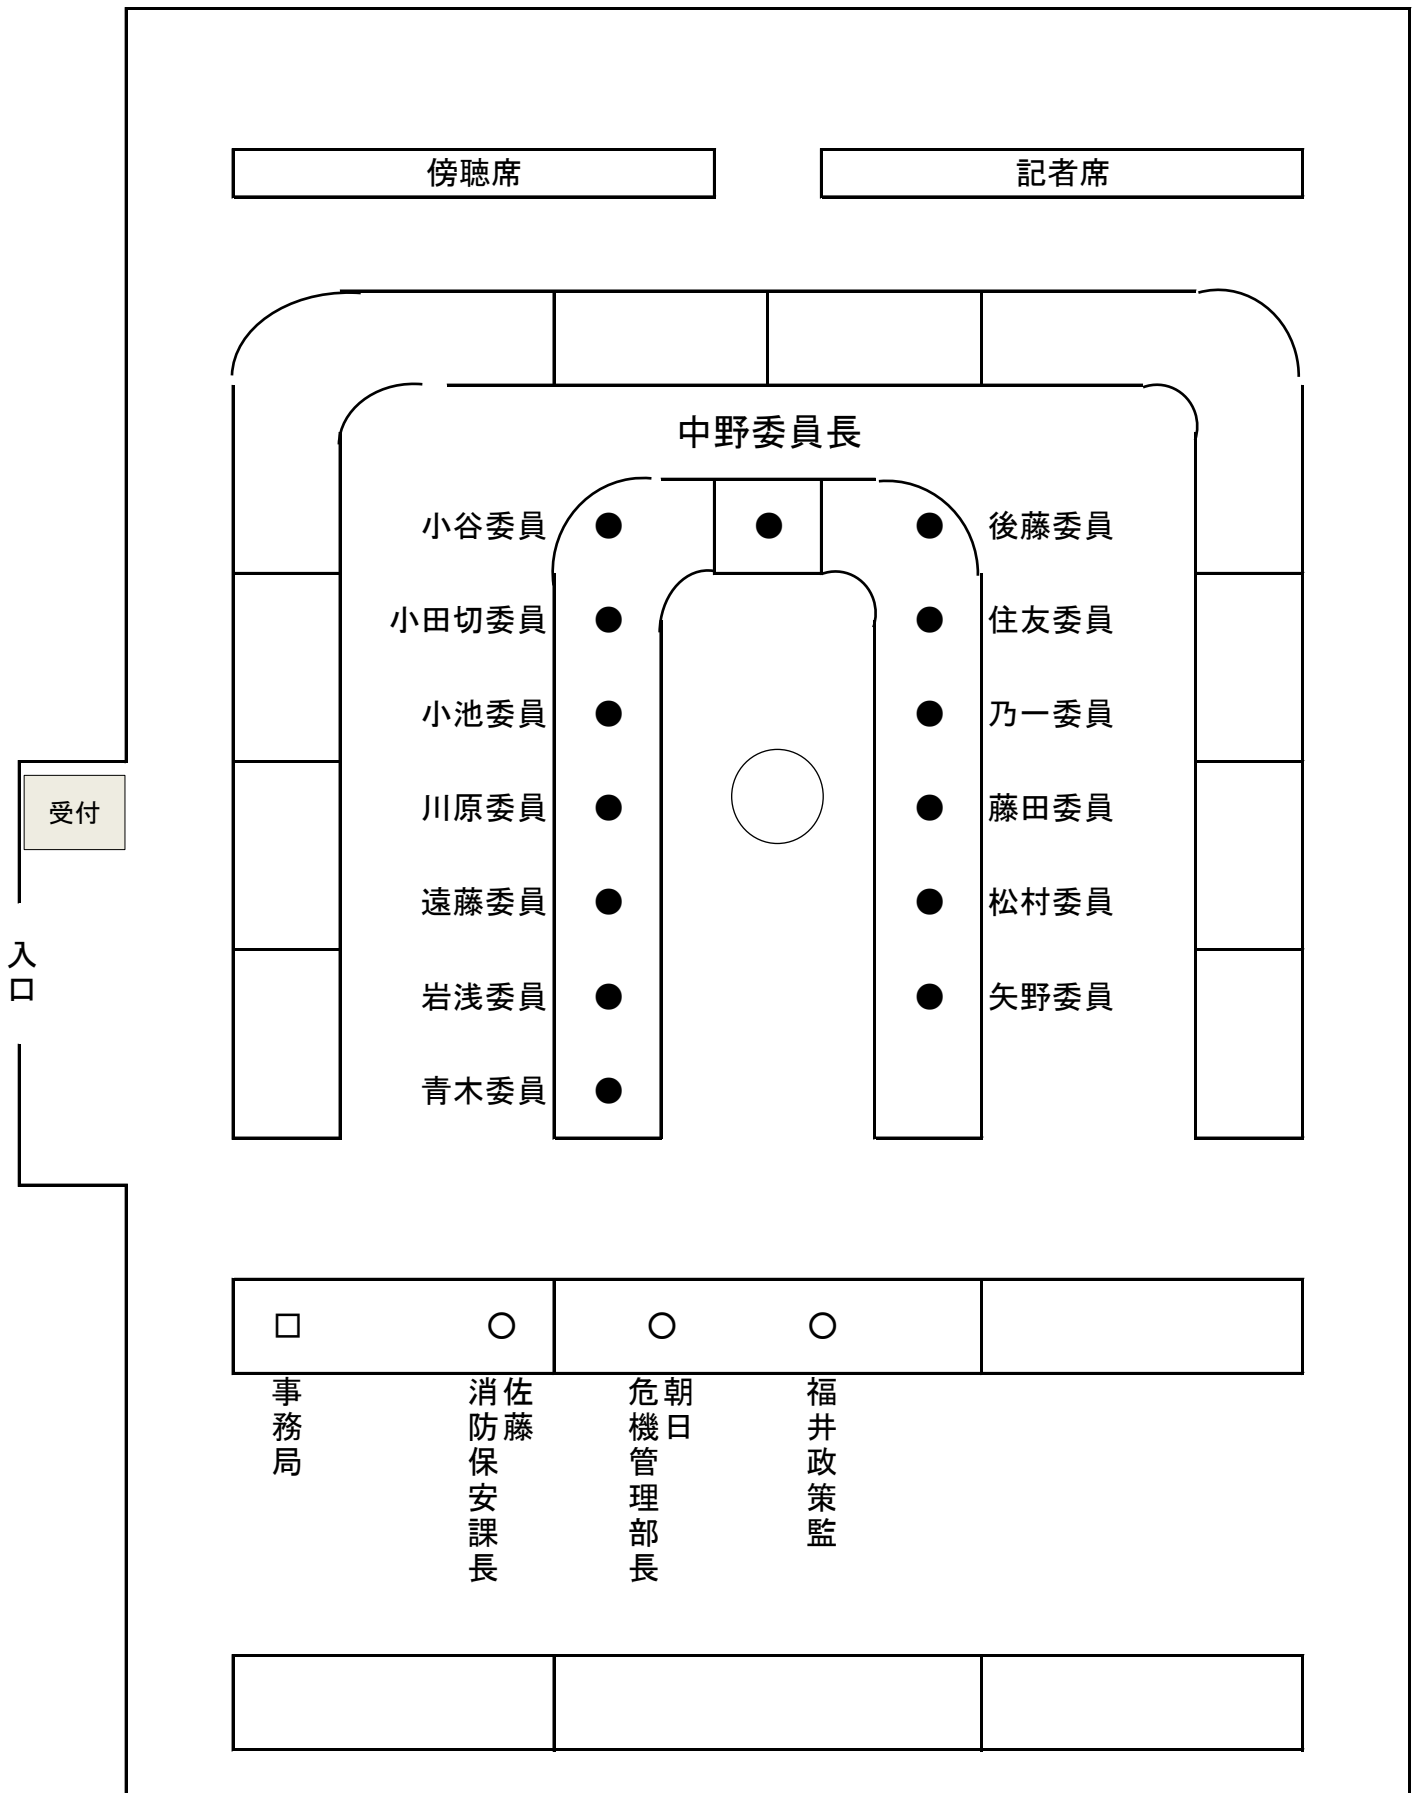 傍聴席
記者席
中野委員長
小谷委員
後藤委員
小田切委員
住友委員
小池委員
乃一委員
受付
川原委員
藤田委員
遠藤委員
松村委員
入口
岩浅委員
矢野委員
青木委員
事務局
佐藤
消防保安課長
朝日
危機管理部長
福井政策監